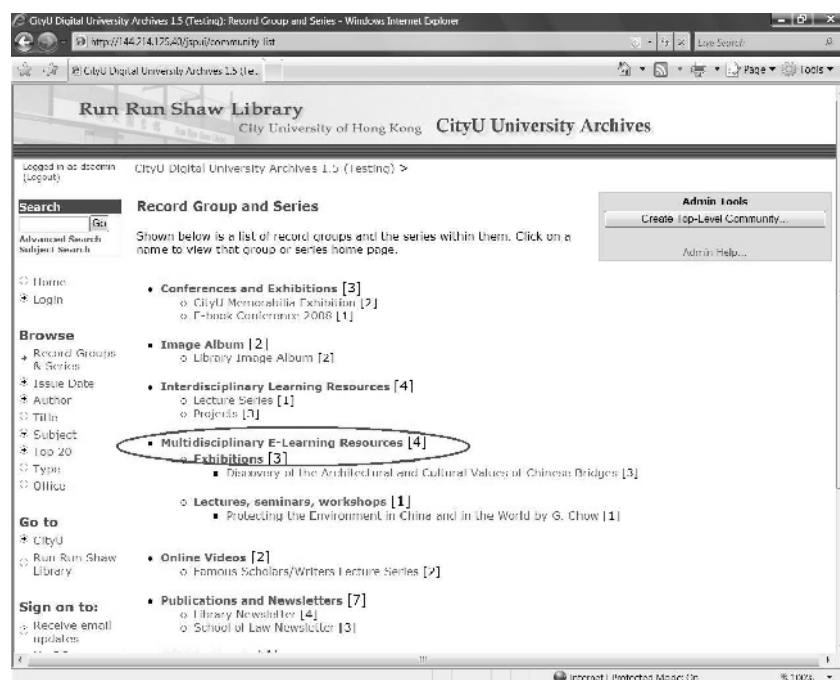 CityU Digital University Archives 1.5 (Testing): Record Group and Series - Windows Internet Explorer
http://144.214.125.40/jspui/community-list
Live Search
CityU Digital University Archives 1.5 (Te...
Page
Tools
Run Run Shaw Library
City University of Hong Kong
CityU University Archives
Logged in as dsadmin
(Logout)
CityU Digital University Archives 1.5 (Testing) >
Search
Go
Advanced Search
Subject Search
Home
Login
Browse
Record Groups
& Series
Issue Date
Author
Title
Subject
Top 20
Type
Office
Go to
CityU
Run Run Shaw
Library
Sign on to:
Receive email
updates
Record Group and Series
Shown below is a list of record groups and the series within them. Click on a
name to view that group or series home page.
Conferences and Exhibitions [3]
CityU Memorabilia Exhibition [2]
E-book Conference 2008 [1]
Image Album [2]
Library Image Album [2]
Interdisciplinary Learning Resources [4]
Lecture Series [1]
Projects [3]
Multidisciplinary E-Learning Resources [4]
Exhibitions [3]
Discovery of the Architectural and Cultural Values of Chinese Bridges [3]
Lectures, seminars, workshops [1]
Protecting the Environment in China and in the World by G. Chow [1]
Online Videos [2]
Famous Scholars/Writers Lecture Series [2]
Publications and Newsletters [7]
Library Newsletter [4]
School of Law Newsletter [3]
Admin Tools
Create Top-Level Community...
Admin Help...
Internet | Protected Mode: On
100%